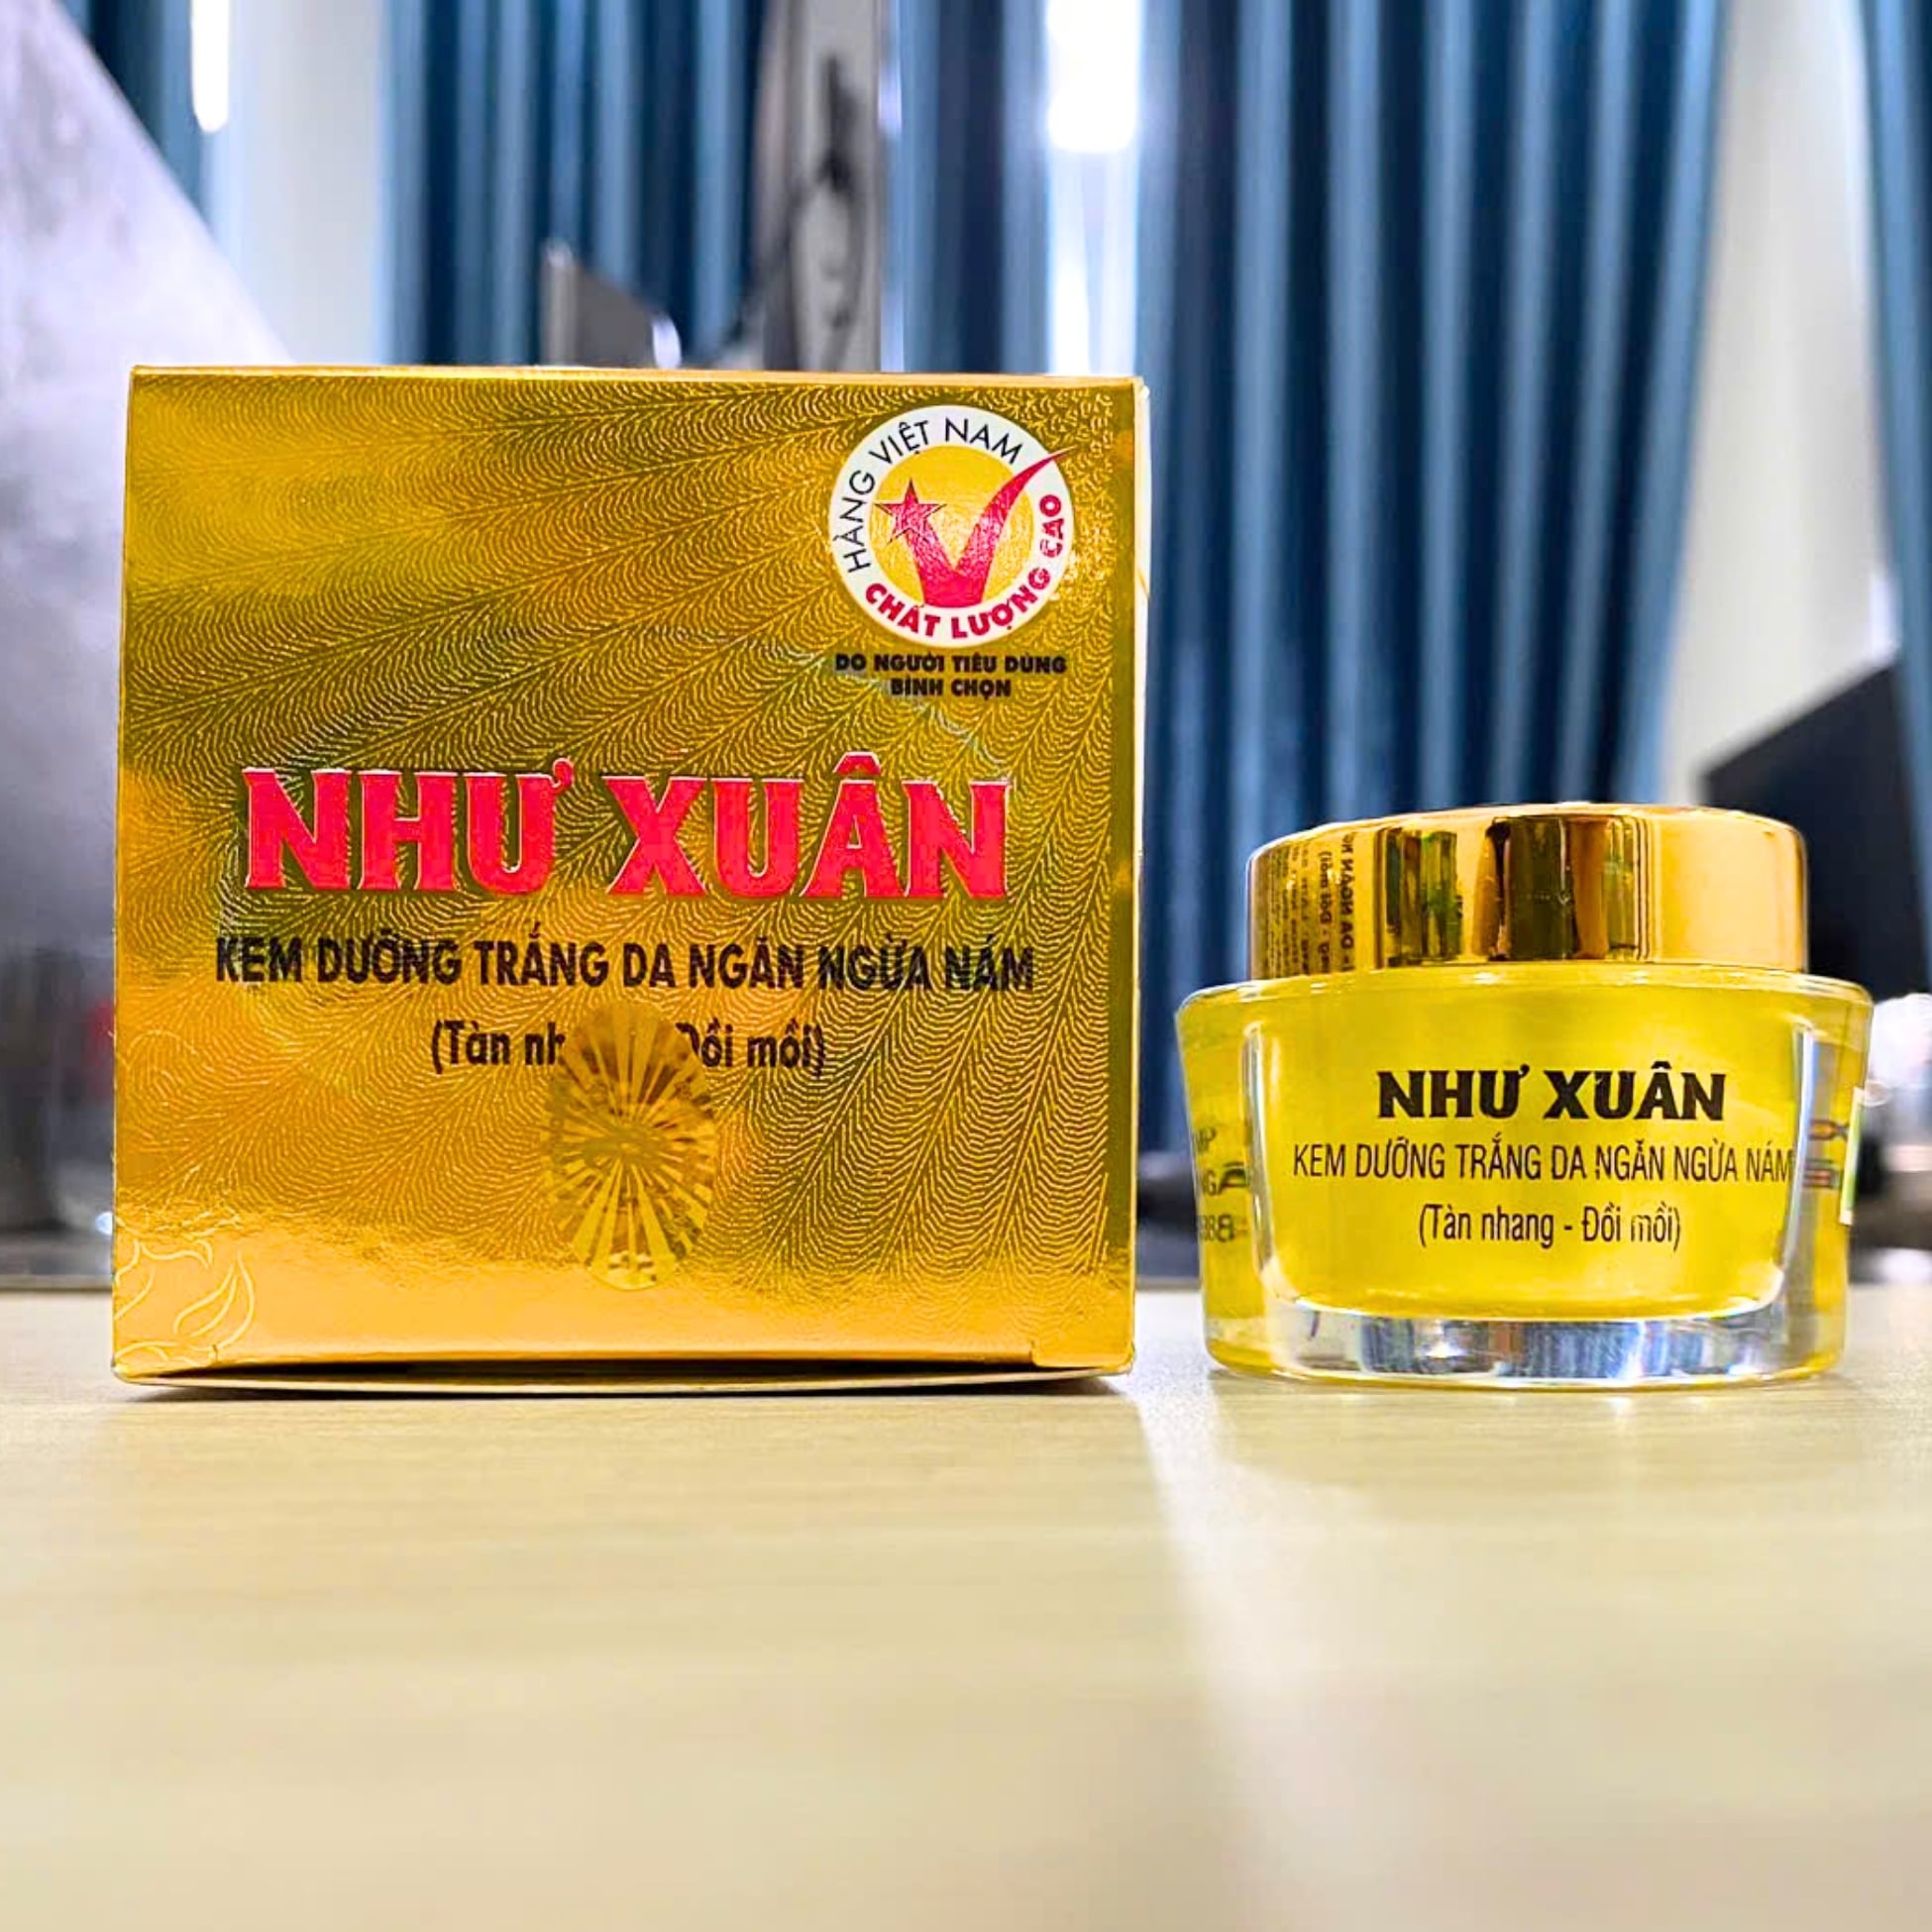 HÀNG VIỆT NAM
CHẤT LƯỢNG CAO
DO NGƯỜI TIÊU DÙNG
BÌNH CHỌN
NHƯ XUÂN
KEM DƯỠNG TRẮNG DA NGĂN NGỪA NÁM
(Tàn nh Đồi mồi)
NHƯ XUÂN
KEM DƯỠNG TRẮNG DA NGĂN NGỪA NÁM
(Tàn nhang - Đồi mồi)